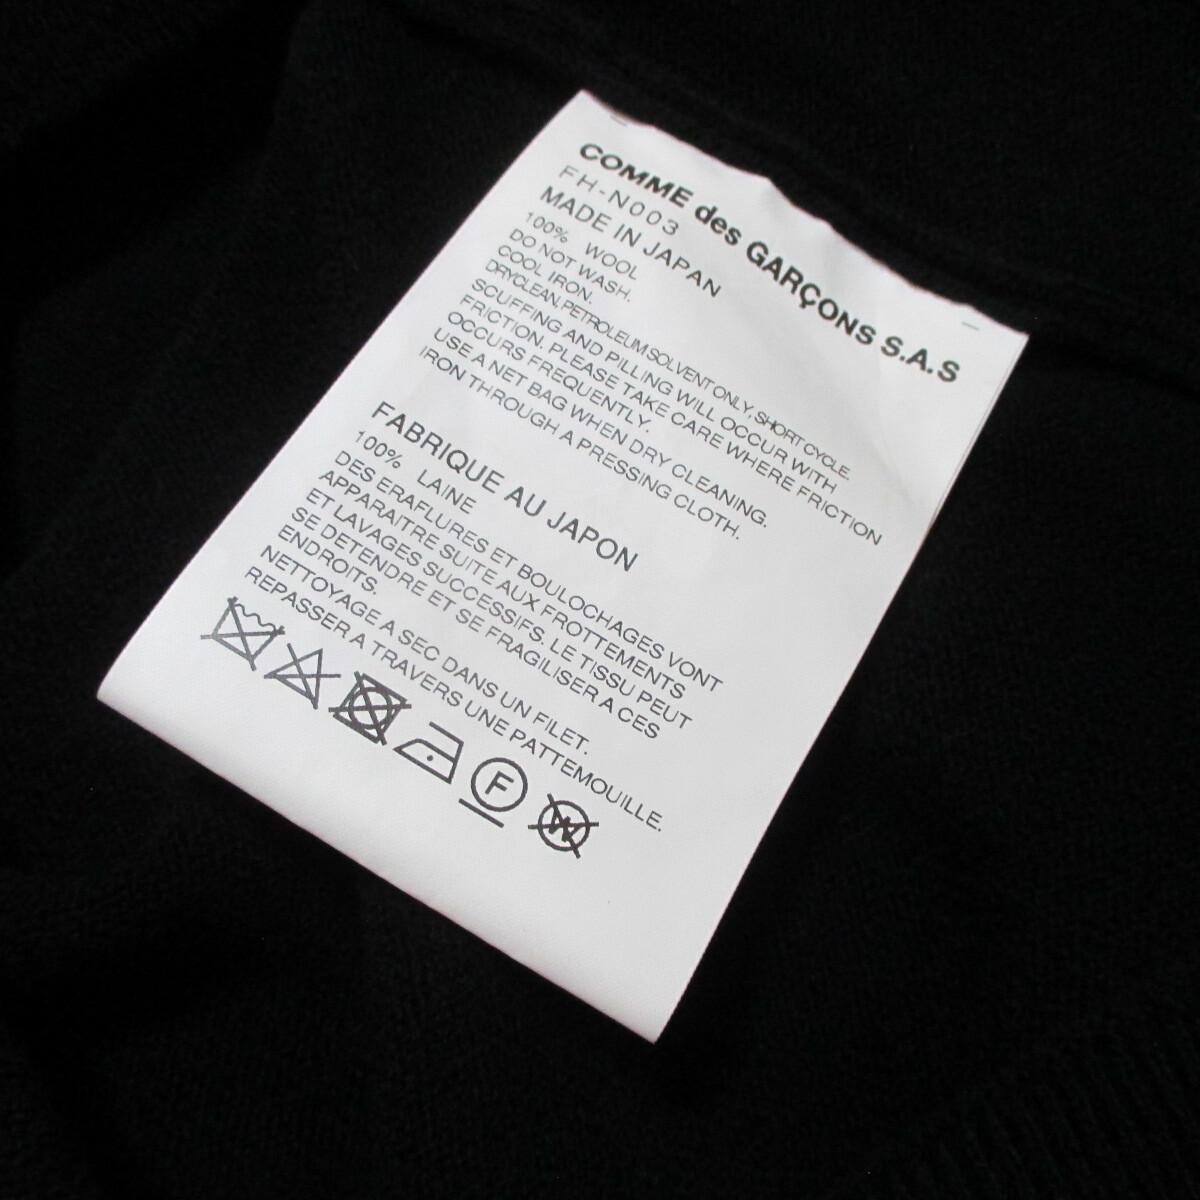 COMME des GARÇONS S.A.S
FH-N003
MADE IN JAPAN
100% WOOL
DO NOT WASH.
COOL IRON.
DRYCLEAN.PETROLEUM SOLVENT ONLY, SHORT CYCLE.
SCUFFING AND PILLING WILL OCCUR WITH
FRICTION. PLEASE TAKE CARE WHERE FRICTION
OCCURS FREQUENTLY.
USE A NET BAG WHEN DRY CLEANING.
IRON THROUGH A PRESSING CLOTH.
FABRIQUE AU JAPON
100% LAINE
DES ERAFLURES ET BOULOCHAGES VONT
APPARAITRE SUITE AUX FROTTEMENTS
ET LAVAGES SUCCESSIFS. LE TISSU PEUT
SE DETENDRE ET SE FRAGILISER A CES
ENDROITS.
NETTOYAGE A SEC DANS UN FILET.
REPASSER A TRAVERS UNE PATTEMOUILLE.
F W